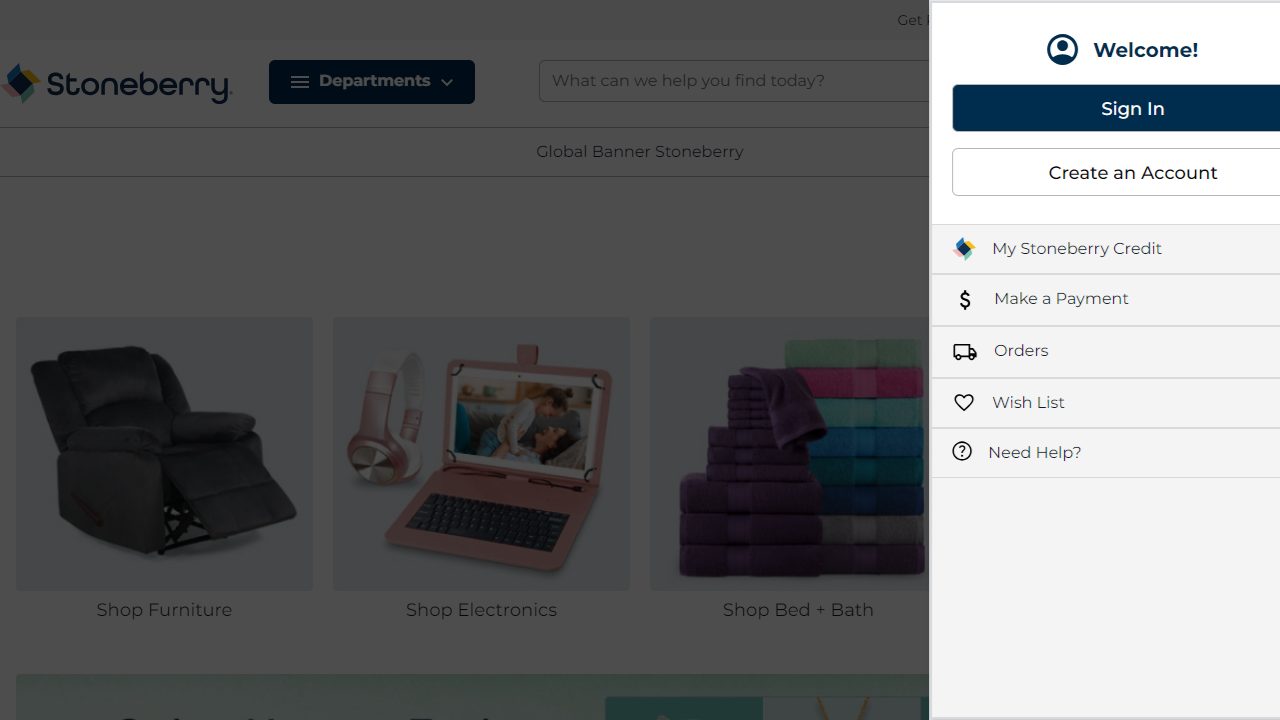 Get
Stoneberry
Departments
What can we help you find today?
Global Banner Stoneberry
Shop Furniture
Shop Electronics
Shop Bed + Bath
Welcome!
Sign In
Create an Account
My Stoneberry Credit
Make a Payment
Orders
Wish List
Need Help?